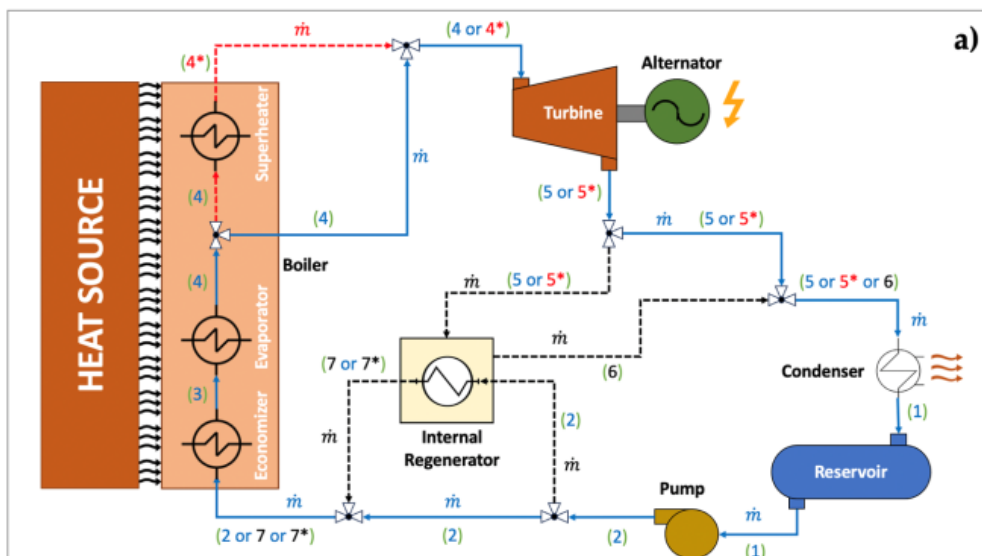 a)
ṁ
(4 or 4*)
(4*)
Alternator
Turbine
Superheater
ṁ
HEAT SOURCE
(4)
(4)
(5 or 5*)
ṁ
(5 or 5*)
Boiler
(4)
ṁ
(5 or 5*)
(5 or 5* or 6)
Evaporator
ṁ
ṁ
(7 or 7*)
(6)
Condenser
(3)
(2)
(1)
Economizer
ṁ
Internal
Regenerator
ṁ
Reservoir
Pump
ṁ
ṁ
ṁ
(2 or 7 or 7*)
(2)
(2)
(1)